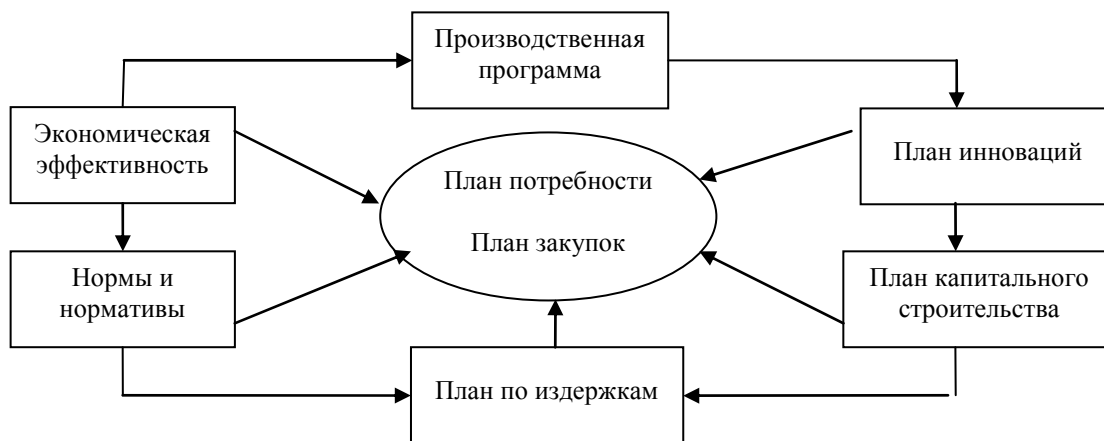 Производственная
программа
Экономическая
эффективность
План инноваций
План потребности
План закупок
Нормы и
нормативы
План капитального
строительства
План по издержкам